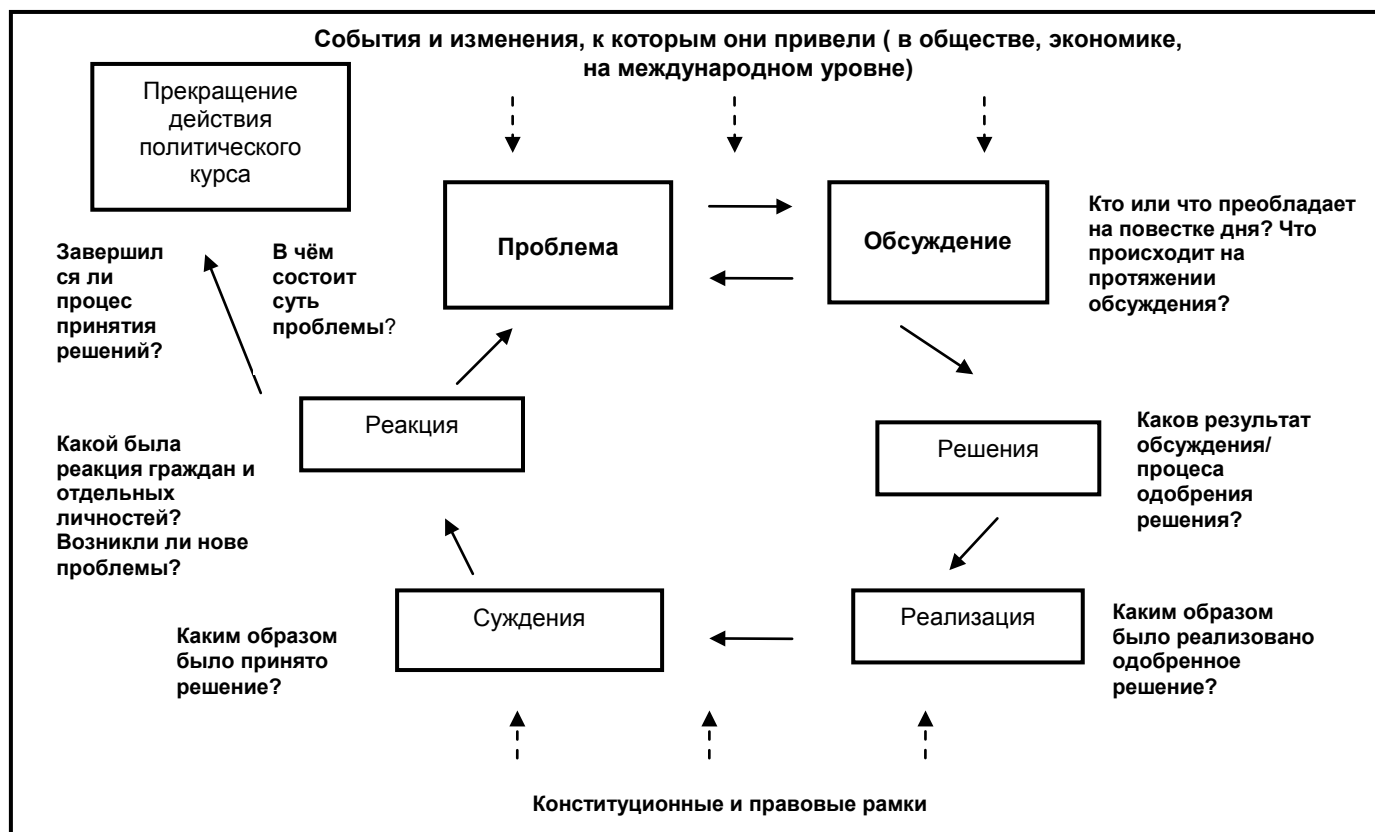 События и изменения, к которым они привели ( в обществе, экономике,
на международном уровне)
Прекращение
действия
политического
курса
Проблема
Обсуждение
Кто или что преобладает
на повестке дня? Что
происходит на
протяжении
обсуждения?
Завершил
ся ли
процес
принятия
решений?
В чём
состоит
суть
проблемы?
Реакция
Решения
Каков результат
обсуждения/
процеса
одобрения
решения?
Какой была
реакция граждан и
отдельных
личностей?
Возникли ли нове
проблемы?
Суждения
Реализация
Каким образом
было принято
решение?
Каким образом
было реализовано
одобренное
решение?
Конституционные и правовые рамки